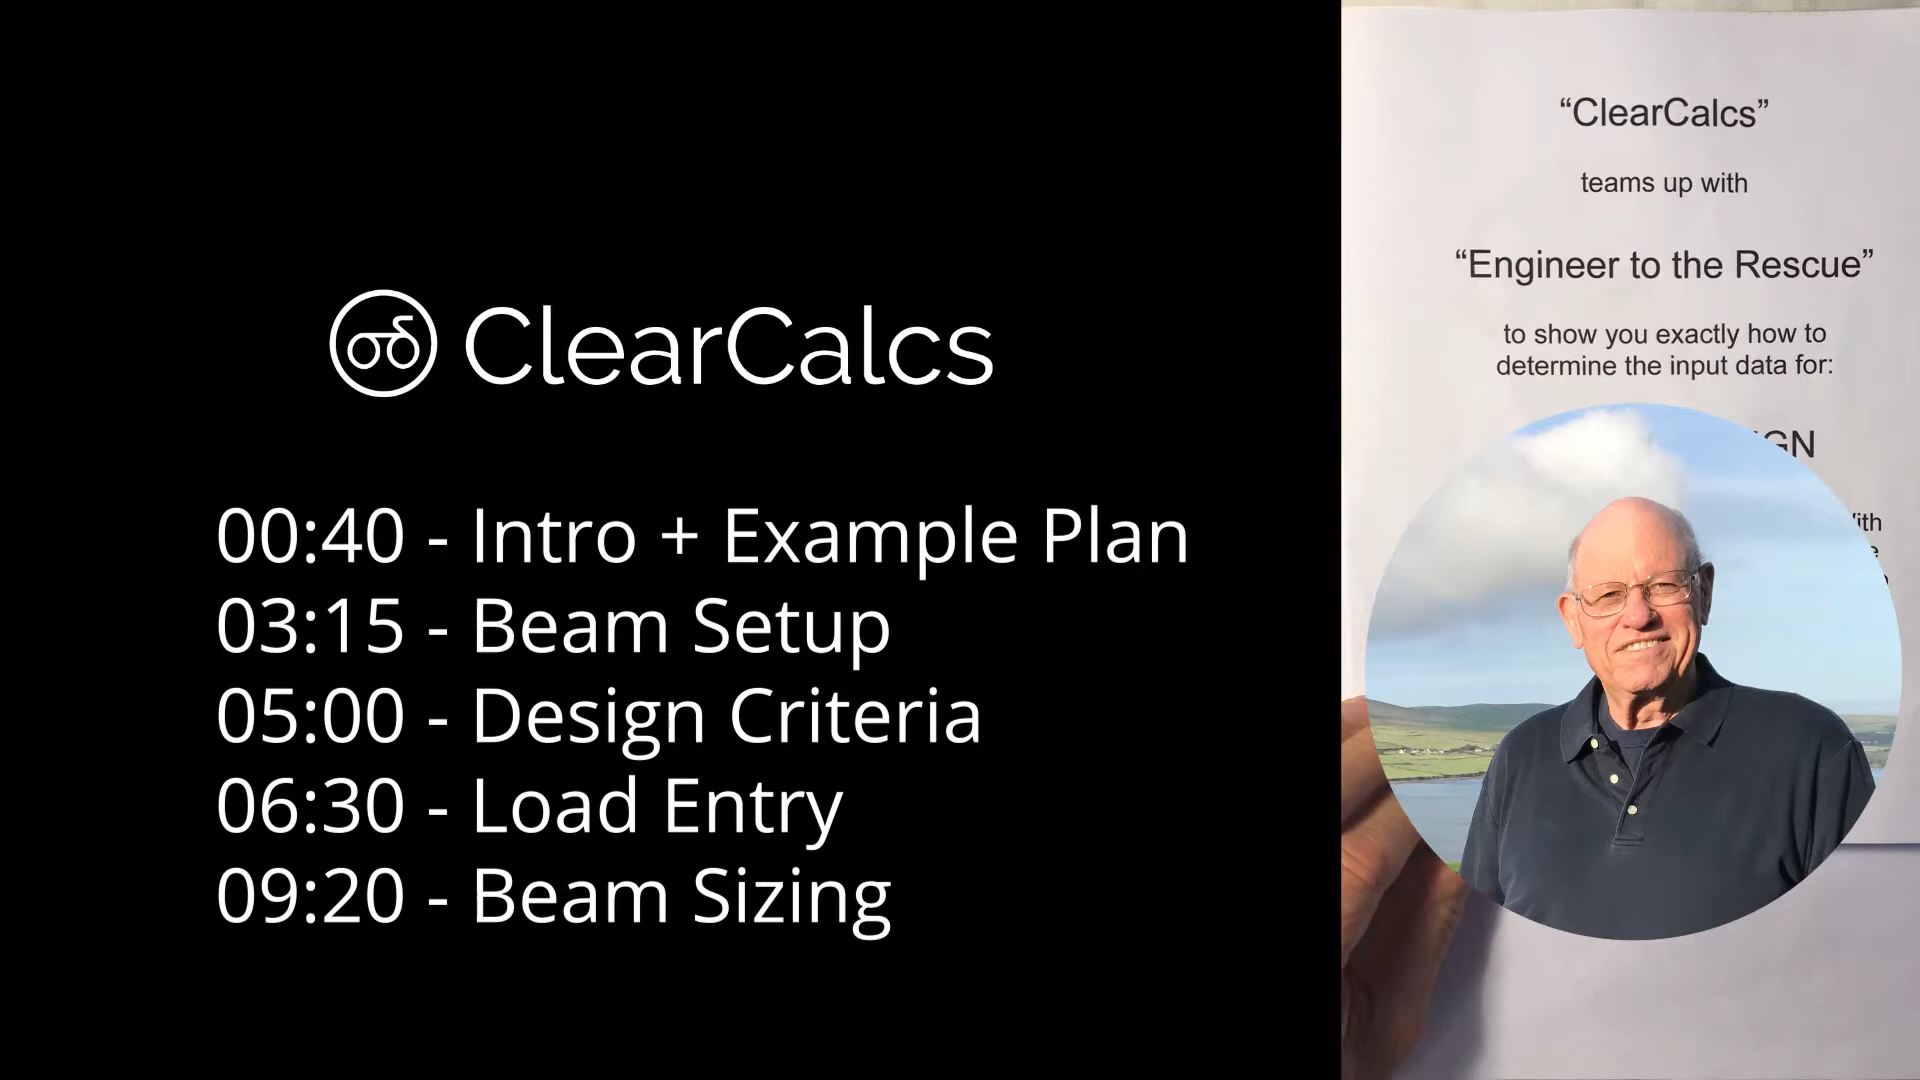 ClearCalcs
00:40 - Intro + Example Plan
03:15 - Beam Setup
05:00 - Design Criteria
06:30 - Load Entry
09:20 - Beam Sizing
“ClearCalcs”
teams up with
“Engineer to the Rescue”
to show you exactly how to
determine the input data for: